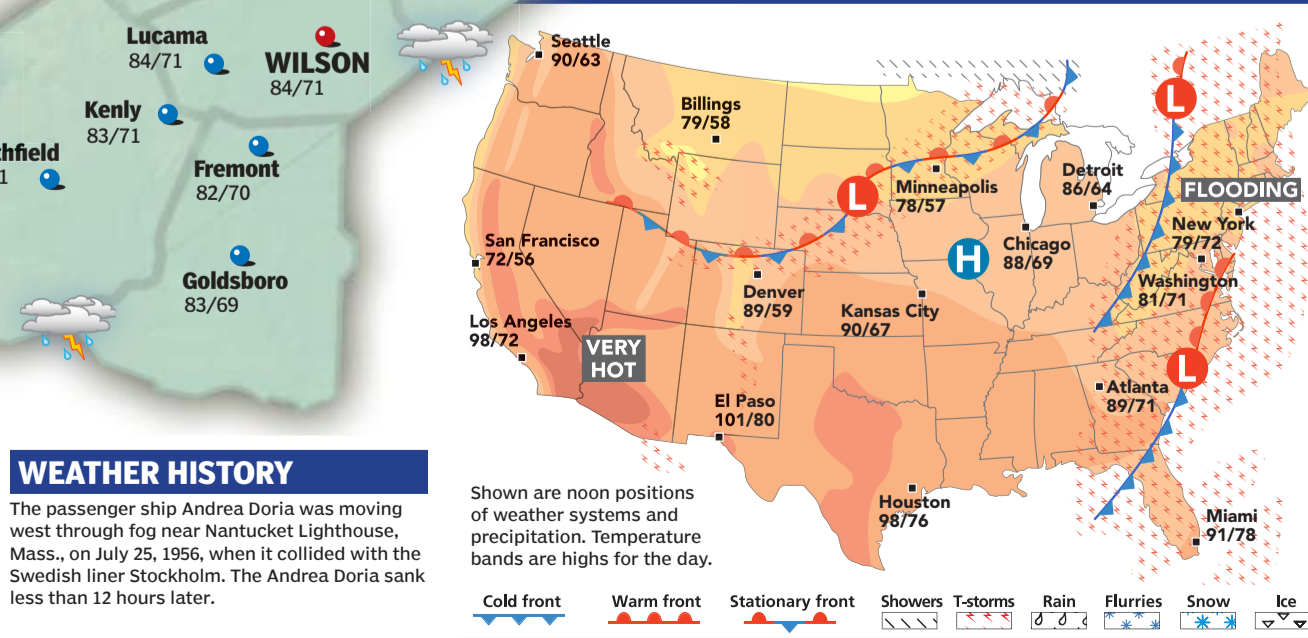 Lucama
84/71
WILSON
84/71
Kenly
83/71
thfield
1
Fremont
82/70
Goldsboro
83/69
WEATHER HISTORY
The passenger ship Andrea Doria was moving
west through fog near Nantucket Lighthouse,
Mass., on July 25, 1956, when it collided with the
Swedish liner Stockholm. The Andrea Doria sank
less than 12 hours later.
Seattle
90/63
Billings
79/58
L
Minneapolis
78/57
L
Detroit
86/64
FLOODING
New York
79/72
San Francisco
72/56
H
Chicago
88/69
Washington
81/71
Denver
89/59
Kansas City
90/67
Los Angeles
98/72
VERY
HOT
L
Atlanta
89/71
El Paso
101/80
Houston
98/76
Miami
91/78
Shown are noon positions
of weather systems and
precipitation. Temperature
bands are highs for the day.
Cold front Warm front Stationary front Showers T-storms Rain Flurries Snow Ice